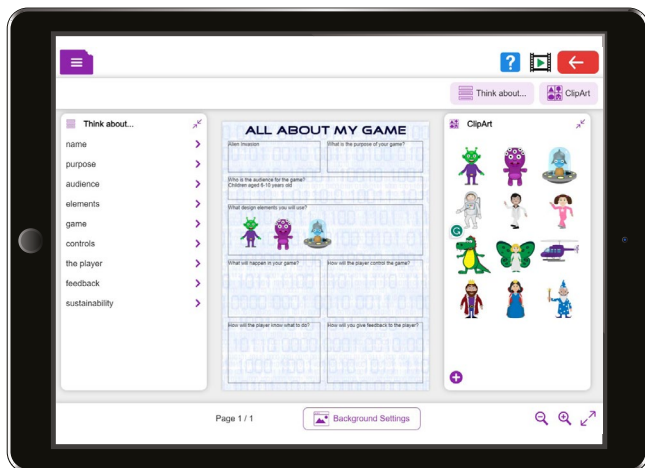 ?
Think about...
ClipArt
Think about...
name
purpose
audience
elements
game
controls
the player
feedback
sustainability
ALL ABOUT MY GAME
Alien Invasion
What is the purpose of your game?
Who is the audience for the game?
Children aged 6-10 years old
What design elements you will use?
What will happen in your game?
How will the player control the game?
How will the player know what to do?
How will you give feedback to the player?
ClipArt
Page 1 / 1
Background Settings